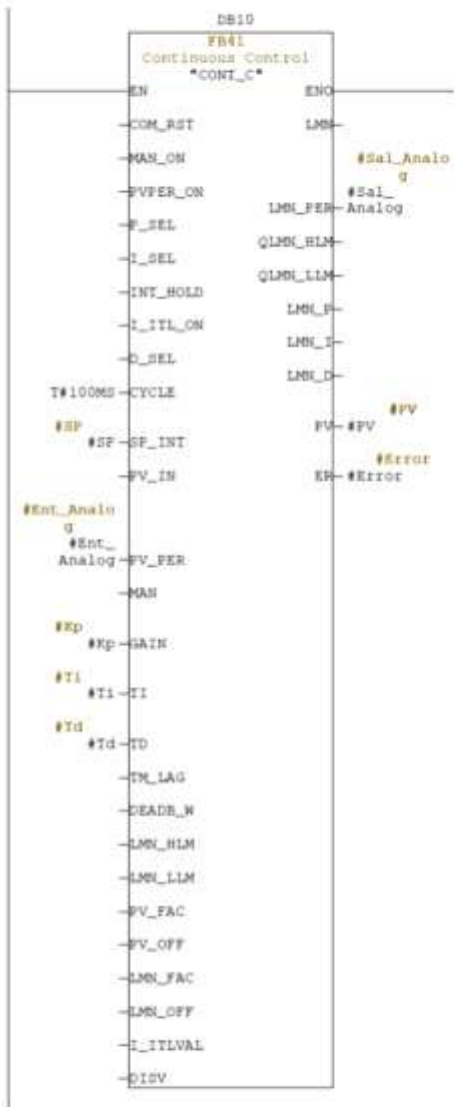 DB10
FB41
Continuous Control
"CONT_C"
EN ENO
COM_RST LMN
MAN_ON #Sal_Analo
g
PVPER_ON #Sal_
LMN_PER Analog
P_SEL
QLMN_HLM
I_SEL
QLMN_LLM
INT_HOLD
LMN_P
I_ITL_ON
LMN_I
D_SEL
LMN_D
T#100MS CYCLE
#SP #PV
#SP SP_INT PV #PV
#Error
PV_IN ER #Error
#Ent_Analo
g
#Ent_
Analog PV_PER
MAN
#Kp
#Kp GAIN
#Ti
#Ti TI
#Td
#Td TD
TM_LAG
DEADB_W
LMN_HLM
LMN_LLM
PV_FAC
PV_OFF
LMN_FAC
LMN_OFF
I_ITLVAL
DISV